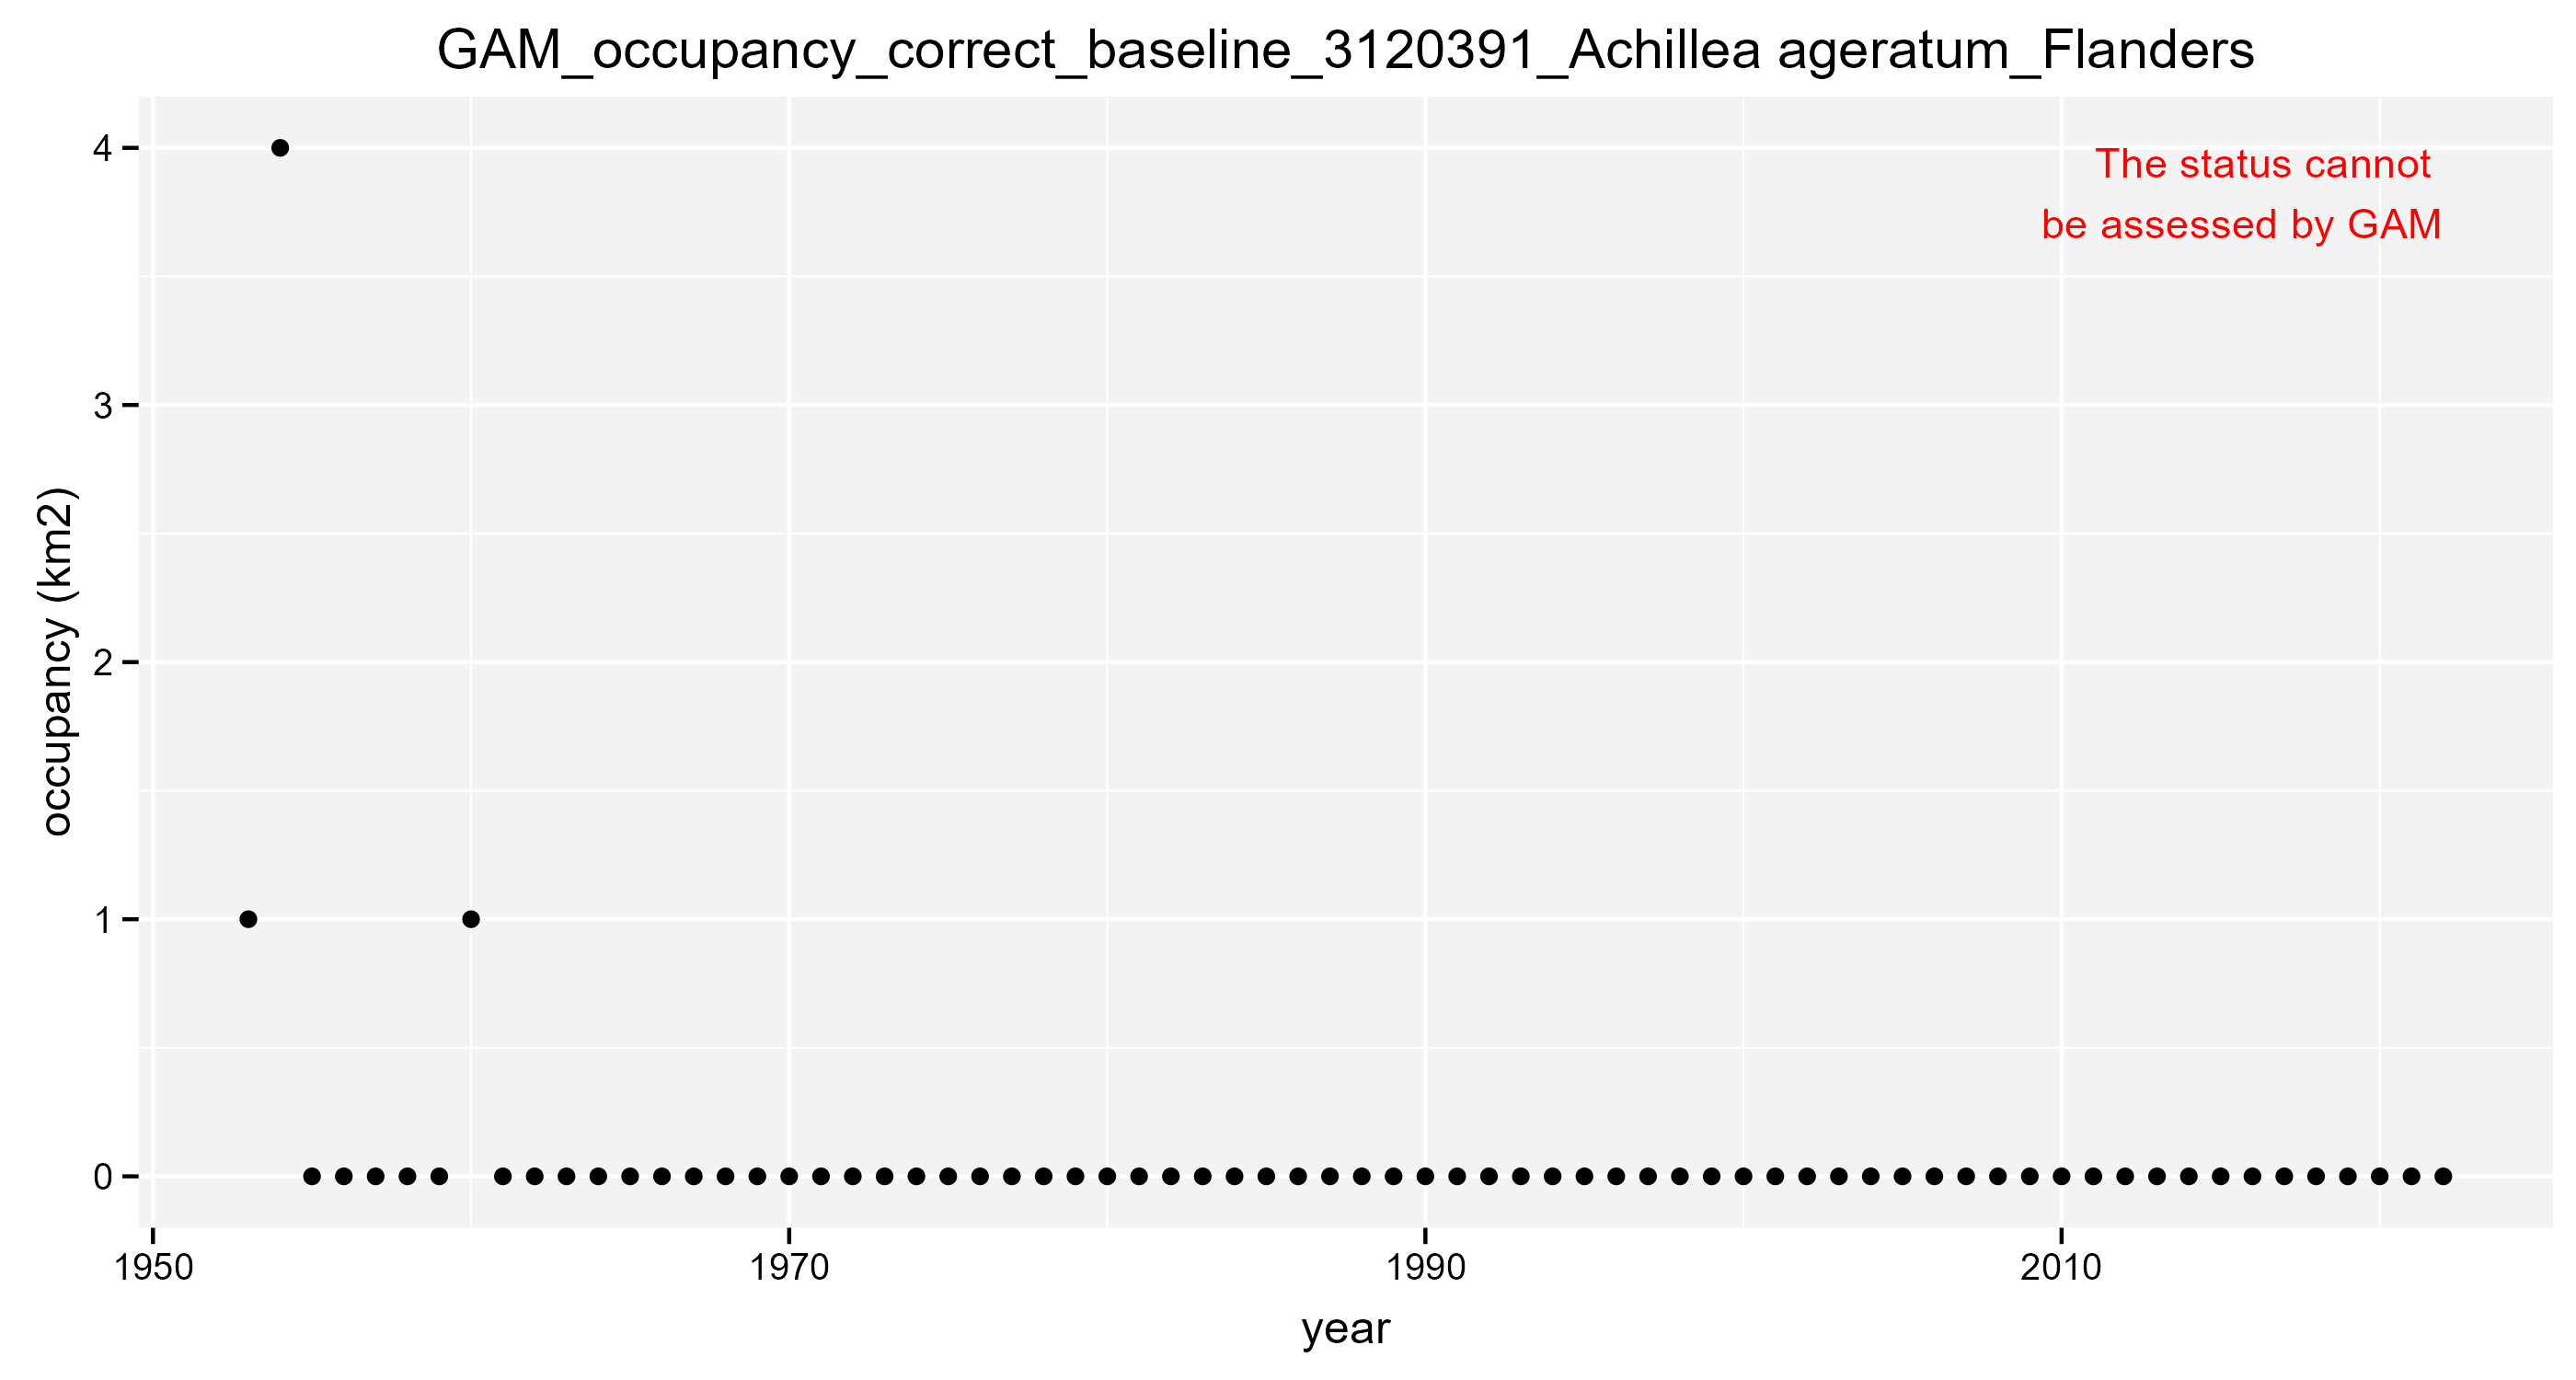 GAM_occupancy_correct_baseline_3120391_Achillea ageratum_Flanders
The status cannot
be assessed by GAM
4
3
2
1
0
occupancy (km2)
1950
1970
1990
2010
year